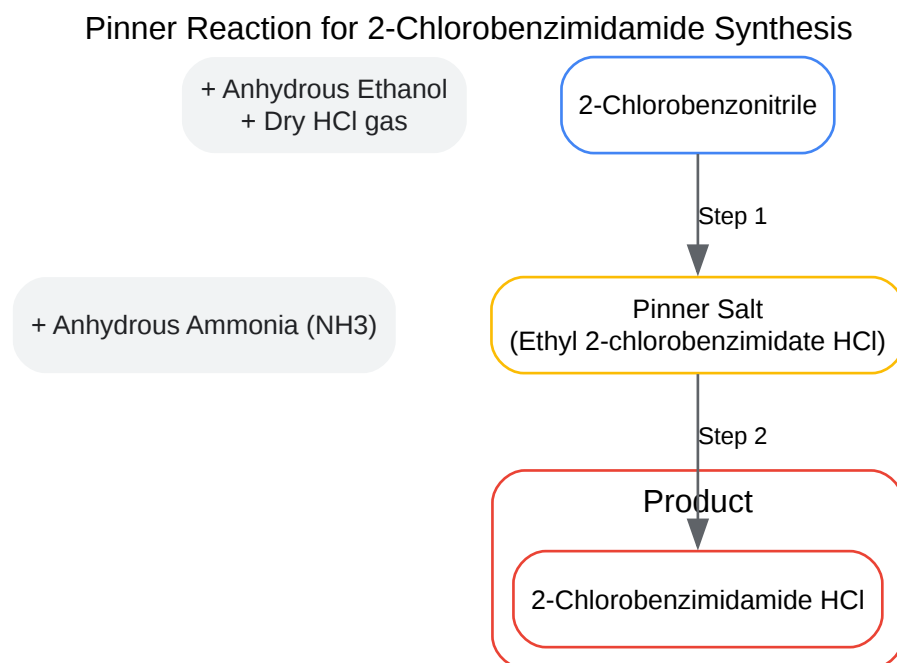 Pinner Reaction for 2-Chlorobenzimidamide Synthesis
+ Anhydrous Ethanol
+ Dry HCl gas
2-Chlorobenzonitrile
Step 1
+ Anhydrous Ammonia (NH3)
Pinner Salt
(Ethyl 2-chlorobenzimidate HCl)
Step 2
Product
2-Chlorobenzimidamide HCl